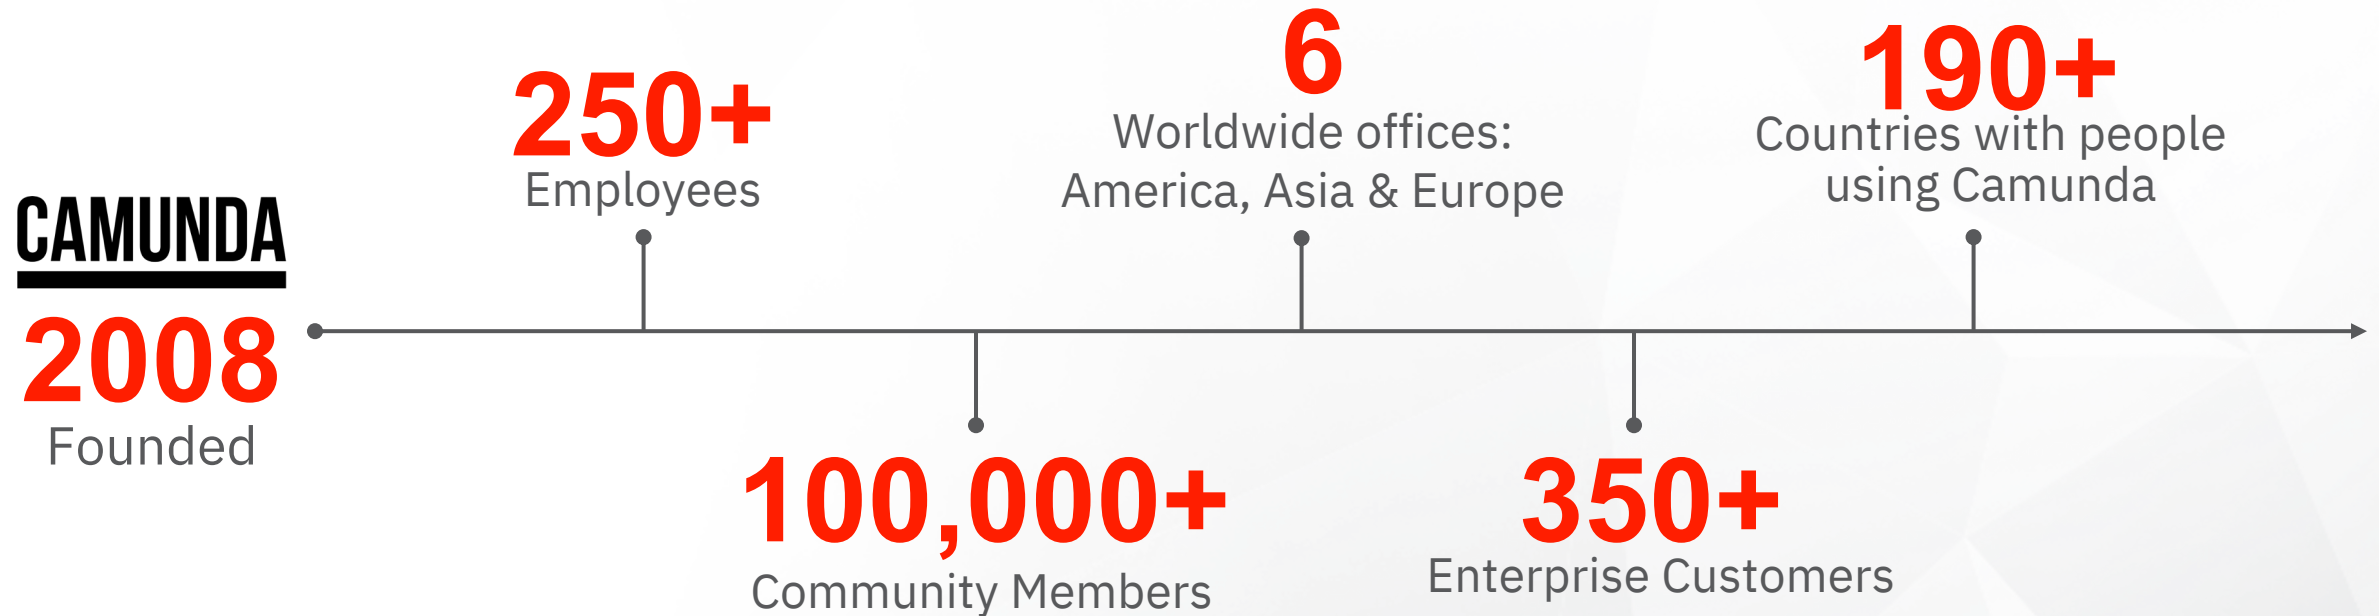 CAMUNDA
2008
Founded
250+
Employees
100,000+
Community Members
6
Worldwide offices:
America, Asia & Europe
350+
Enterprise Customers
190+
Countries with people
using Camunda